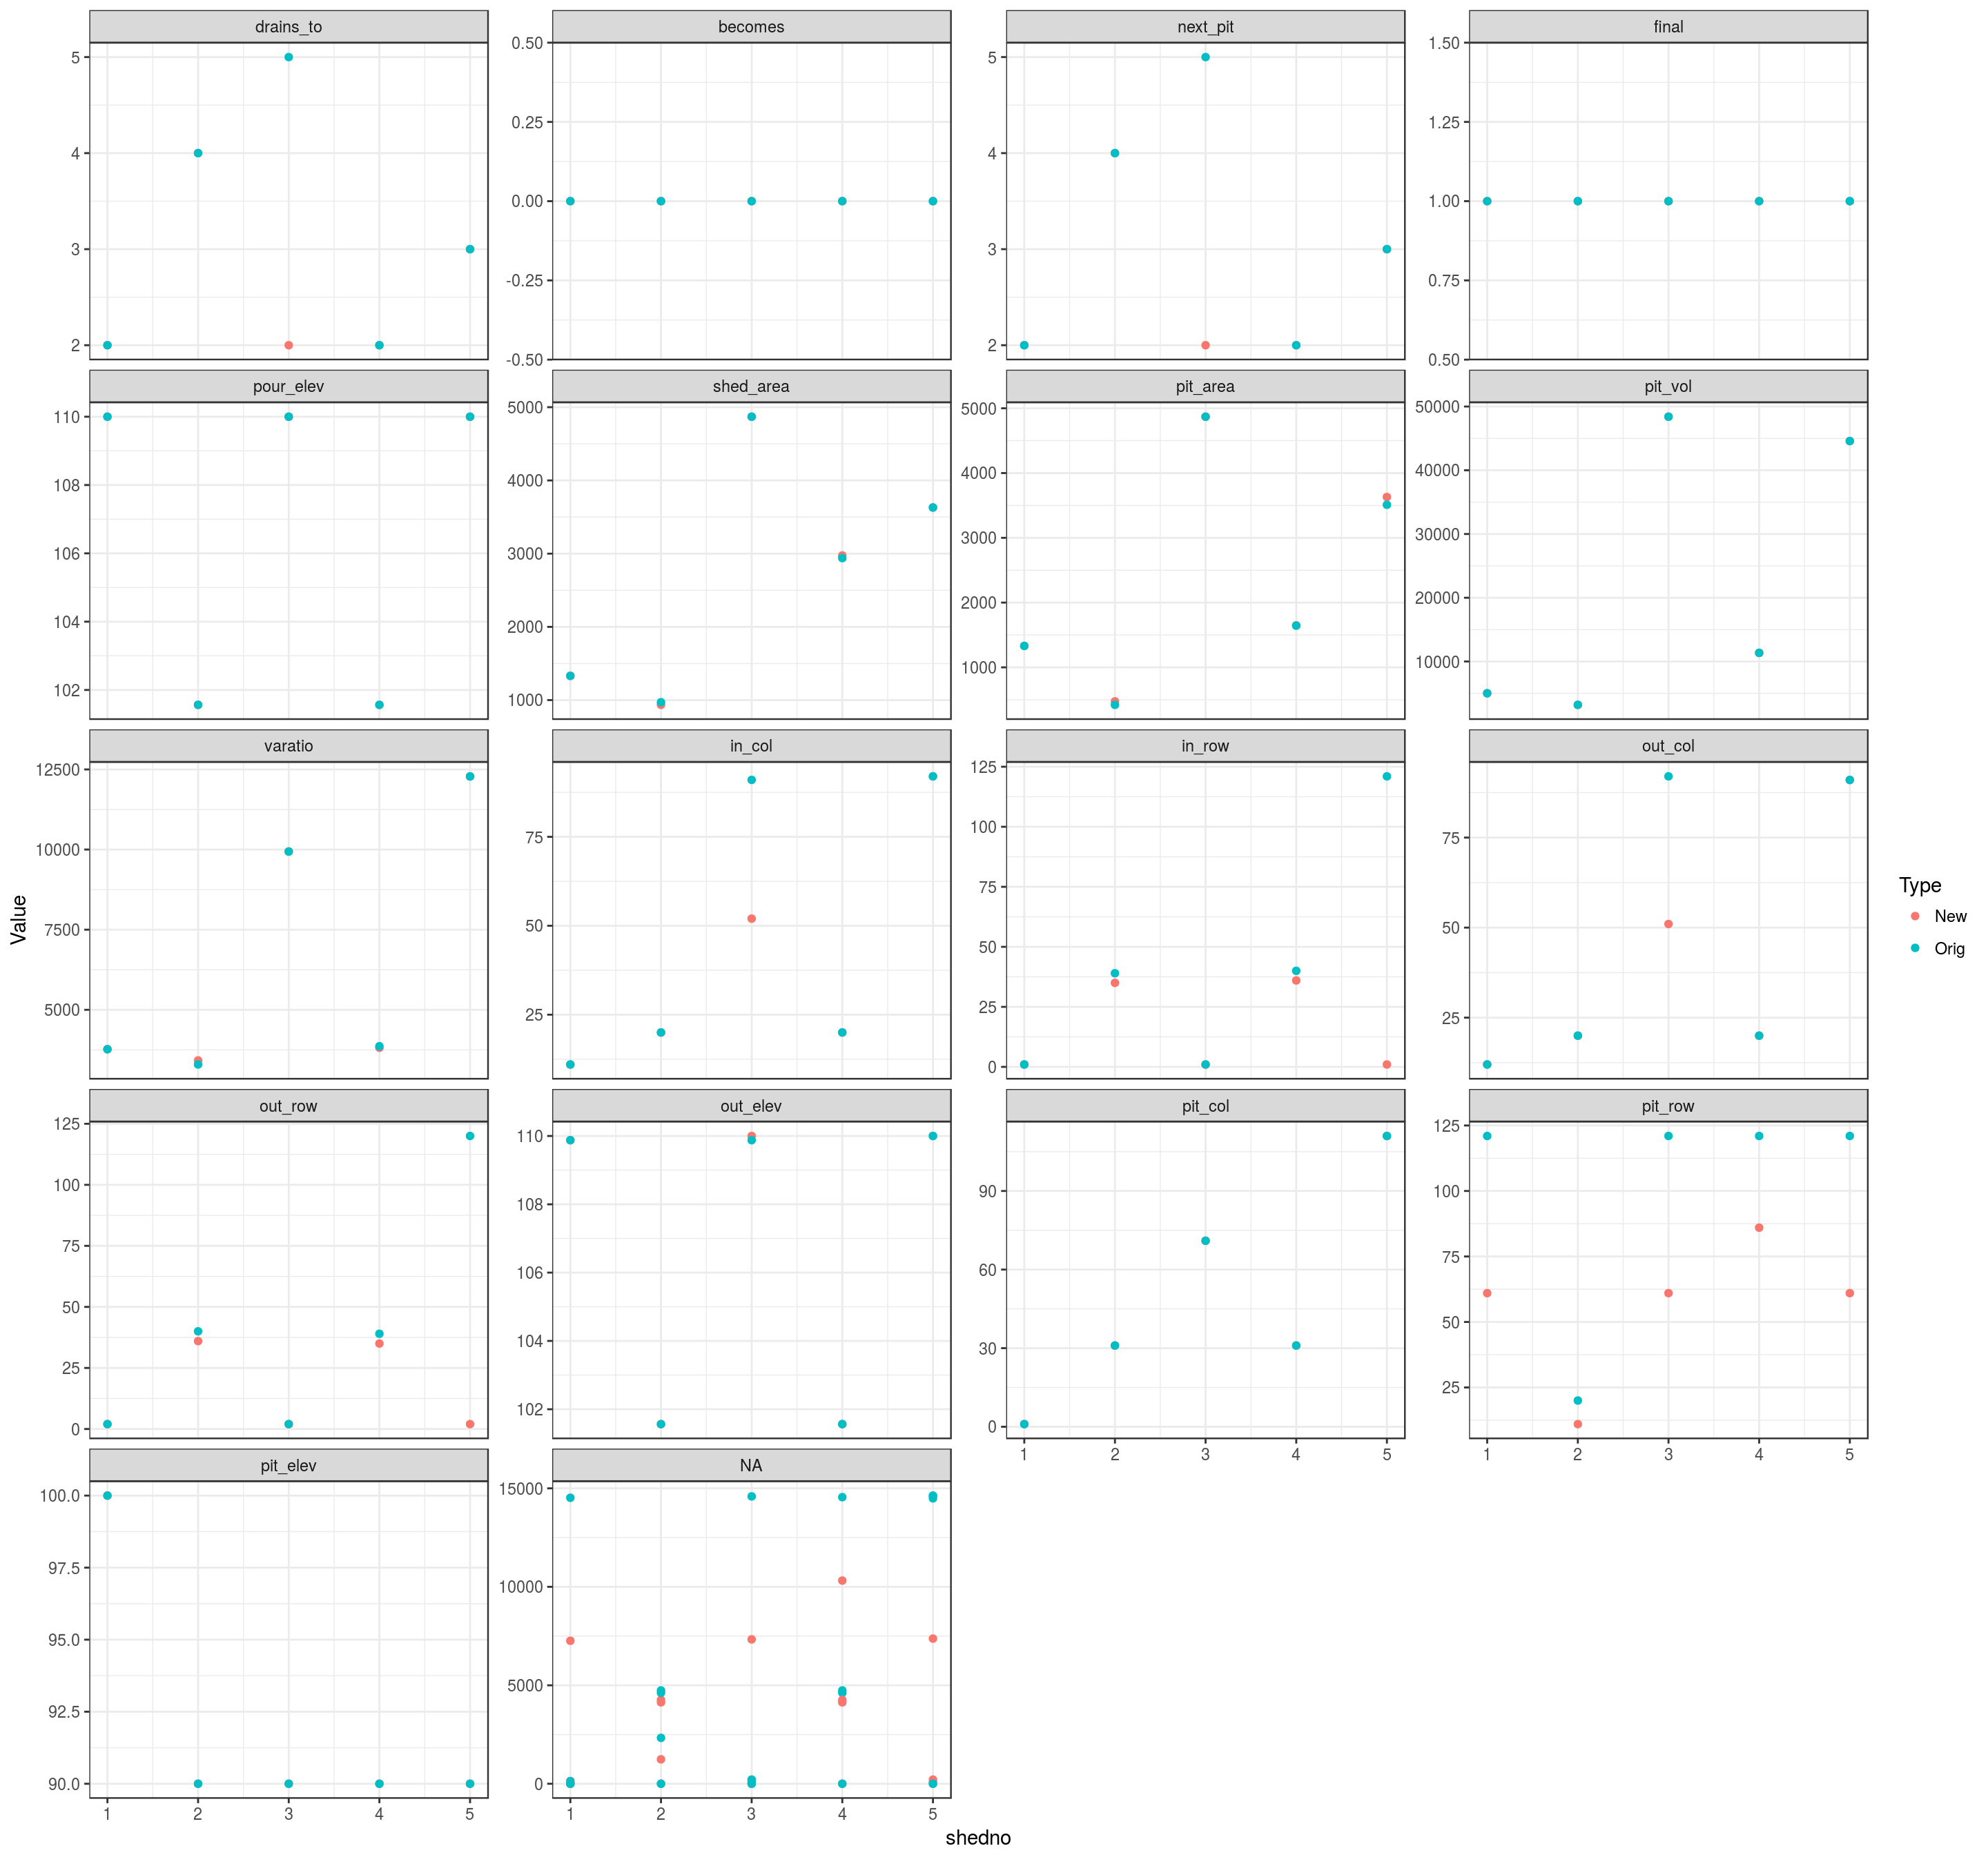 drains_to becomes next_pit final
5 0.50 5 1.50
4 0.25 4 1.25
0.00 1.00
3 -0.25 3 0.75
2 -0.50 2 0.50
pour_elev shed_area pit_area pit_vol
110 5000 5000 50000
108 4000 4000 40000
106 3000 3000 30000
104 2000 2000 20000
102 1000 1000 10000
varatio in_col in_row out_col
12500 75 125 75
10000 50 100 50
7500 25 75 25
5000 50
25
0
out_row out_elev pit_col pit_row
125 110 90 125
100 108 60 100
75 106 30 75
50 104 0 50
25 102 25
0
1 2 3 4 5 1 2 3 4 5
pit_elev NA
100.0 15000
97.5 10000
95.0 5000
92.5 0
90.0
1 2 3 4 5 1 2 3 4 5
shedno
Value
Type
New
Orig